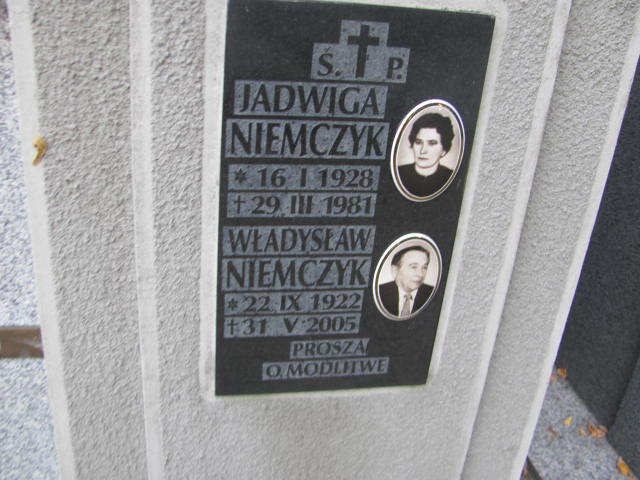 Ś. † P.
JADWIGA
NIEMCZYK
* 16 I 1928
† 29 III 1981
WŁADYSŁAW
NIEMCZYK
* 22 IX 1922
† 31 V 2005
PROSZĄ
O MODLITWĘ